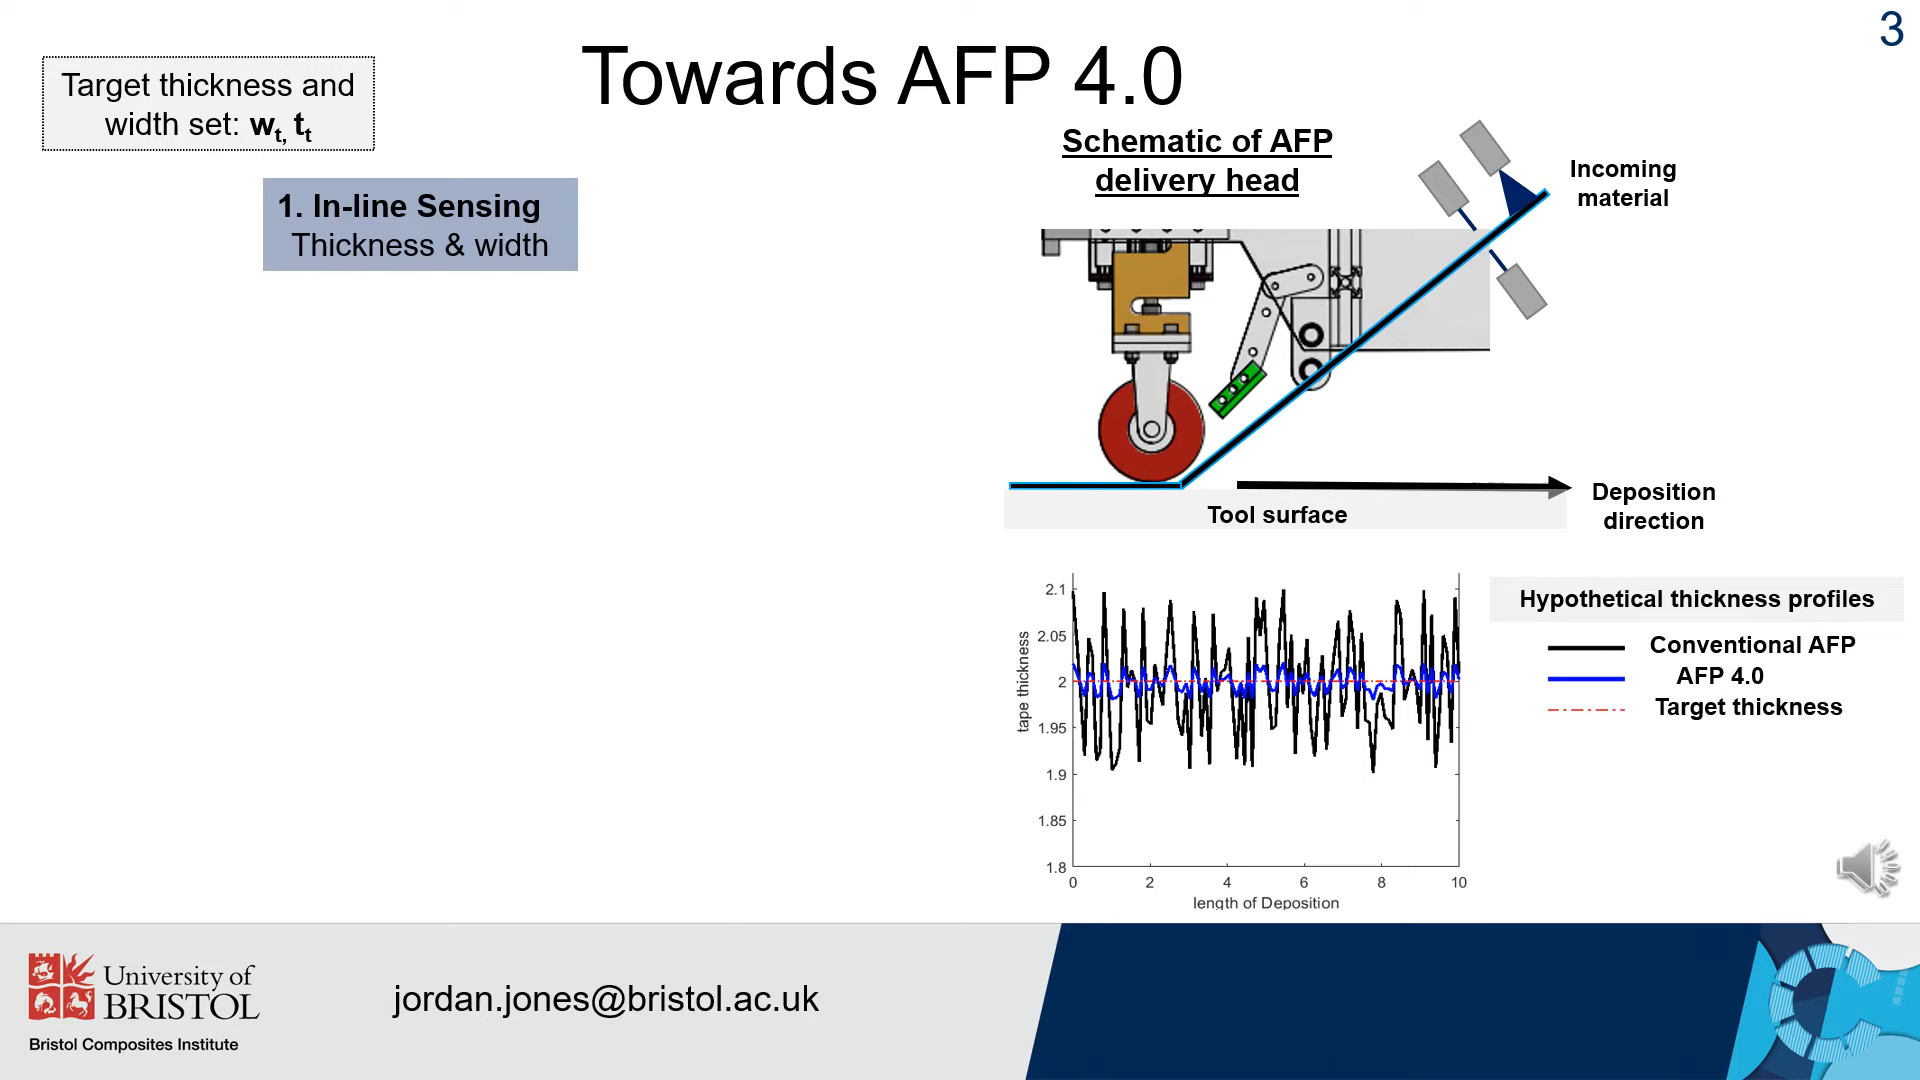 3
Towards AFP 4.0
Target thickness and
width set: wt, tt
1. In-line Sensing
Thickness & width
Schematic of AFP
delivery head
Incoming
material
Deposition
direction
Tool surface
2.1
2.05
2
1.95
1.9
1.85
1.8
tape thickness
0 2 4 6 8 10
length of Deposition
Hypothetical thickness profiles
Conventional AFP
AFP 4.0
Target thickness
University of
BRISTOL
Bristol Composites Institute
jordan.jones@bristol.ac.uk